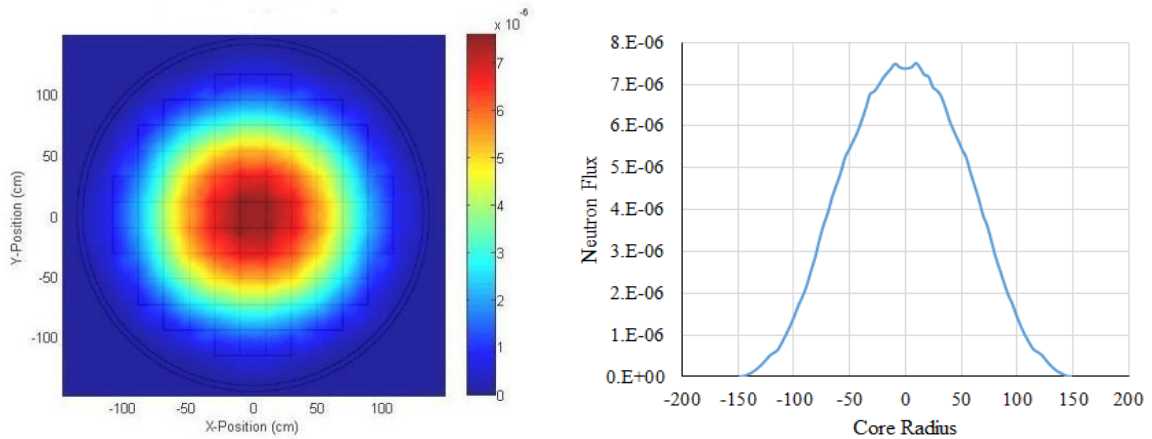 x 10^-6
7
6
5
4
3
2
1
0
100
50
0
-50
-100
Y-Position (cm)
-100 -50 0 50 100
X-Position (cm)
8.E-06
7.E-06
6.E-06
5.E-06
4.E-06
3.E-06
2.E-06
1.E-06
0.E+00
Neutron Flux
-200 -150 -100 -50 0 50 100 150 200
Core Radius